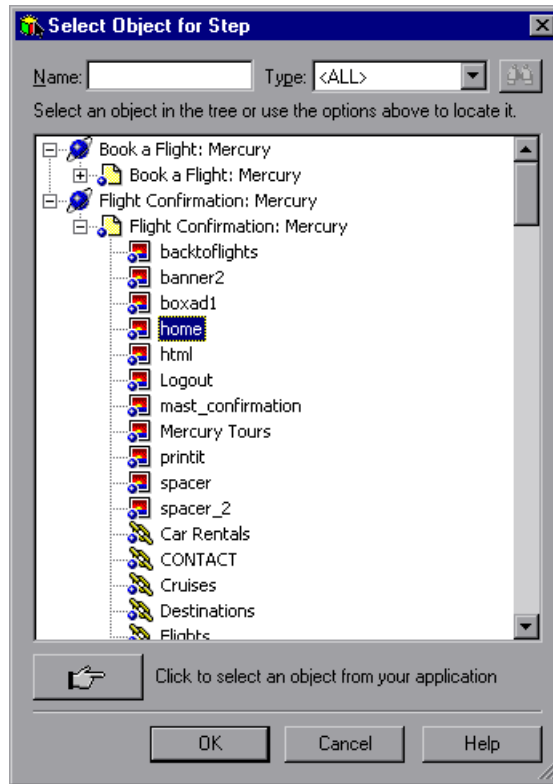 Select Object for Step
Name: Type: <ALL>
Select an object in the tree or use the options above to locate it.
Book a Flight: Mercury
Book a Flight: Mercury
Flight Confirmation: Mercury
Flight Confirmation: Mercury
backtoflights
banner2
boxad1
home
html
Logout
mast_confirmation
Mercury Tours
printit
spacer
spacer_2
Car Rentals
CONTACT
Cruises
Destinations
Flights
Click to select an object from your application
OK Cancel Help